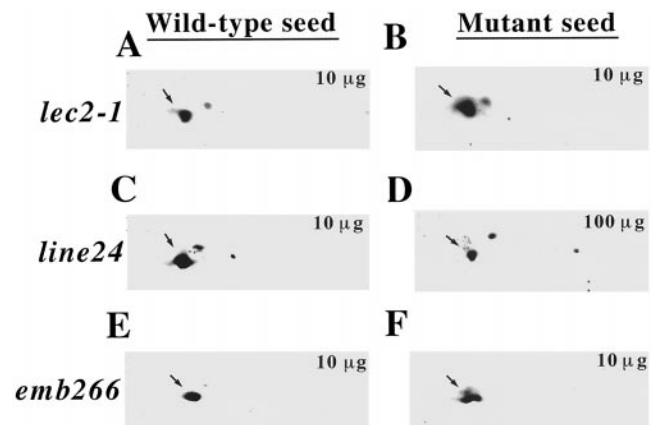 Wild-type seed
Mutant seed
A
B
lec2-1
10 µg
10 µg
C
D
line24
10 µg
100 µg
E
F
emb266
10 µg
10 µg